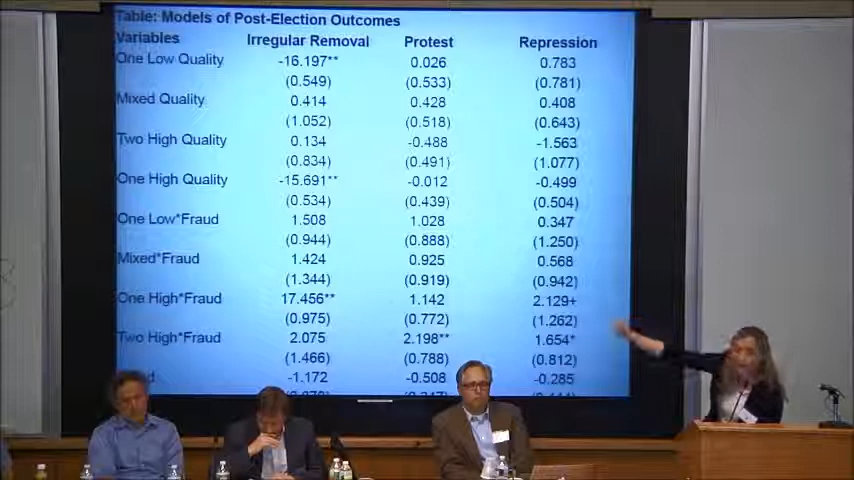 Table: Models of Post-Election Outcomes
Variables Irregular Removal Protest Repression
One Low Quality -16.197** 0.026 0.783
(0.549) (0.533) (0.781)
Mixed Quality 0.414 0.428 0.408
(1.052) (0.518) (0.643)
Two High Quality 0.134 -0.488 -1.563
(0.834) (0.491) (1.077)
One High Quality -15.691** -0.012 -0.499
(0.534) (0.439) (0.504)
One Low*Fraud 1.508 1.028 0.347
(0.944) (0.888) (1.250)
Mixed*Fraud 1.424 0.925 0.568
(1.344) (0.919) (0.942)
One High*Fraud 17.456** 1.142 2.129+
(0.975) (0.772) (1.262)
Two High*Fraud 2.075 2.198** 1.654*
(1.466) (0.788) (0.812)
-1.172 -0.508 -0.285